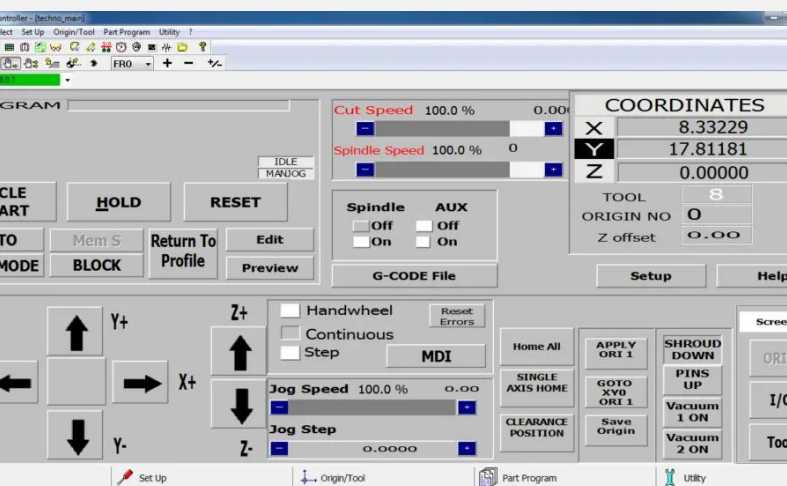 ontroller - [techno_main]
lect Set Up Origin/Tool Part Program Utility ?
FRO + - +/-
GRAM
IDLE
MANJOG
CLE
ART
HOLD
RESET
TO
MODE
Mem S
BLOCK
Return To
Profile
Edit
Preview
Cut Speed 100.0 % 0.00
- +
Spindle Speed 100.0 % 0
- +
Spindle AUX
Off Off
On On
G-CODE File
COORDINATES
X 8.33229
Y 17.81181
Z 0.00000
TOOL 8
ORIGIN NO 0
Z offset 0.00
Setup
Help
Y+
X+
Y-
Z+
Z-
Handwheel
Continuous
Step
Reset
Errors
MDI
Jog Speed 100.0 % 0.00
- +
Jog Step
- 0.0000 +
Home All
SINGLE
AXIS HOME
CLEARANCE
POSITION
APPLY
ORI 1
GOTO
XY0
ORI 1
Save
Origin
SHROUD
DOWN
PINS
UP
Vacuum
1 ON
Vacuum
2 ON
Scree
ORI
I/O
Too
Set Up Origin/Tool Part Program Utility